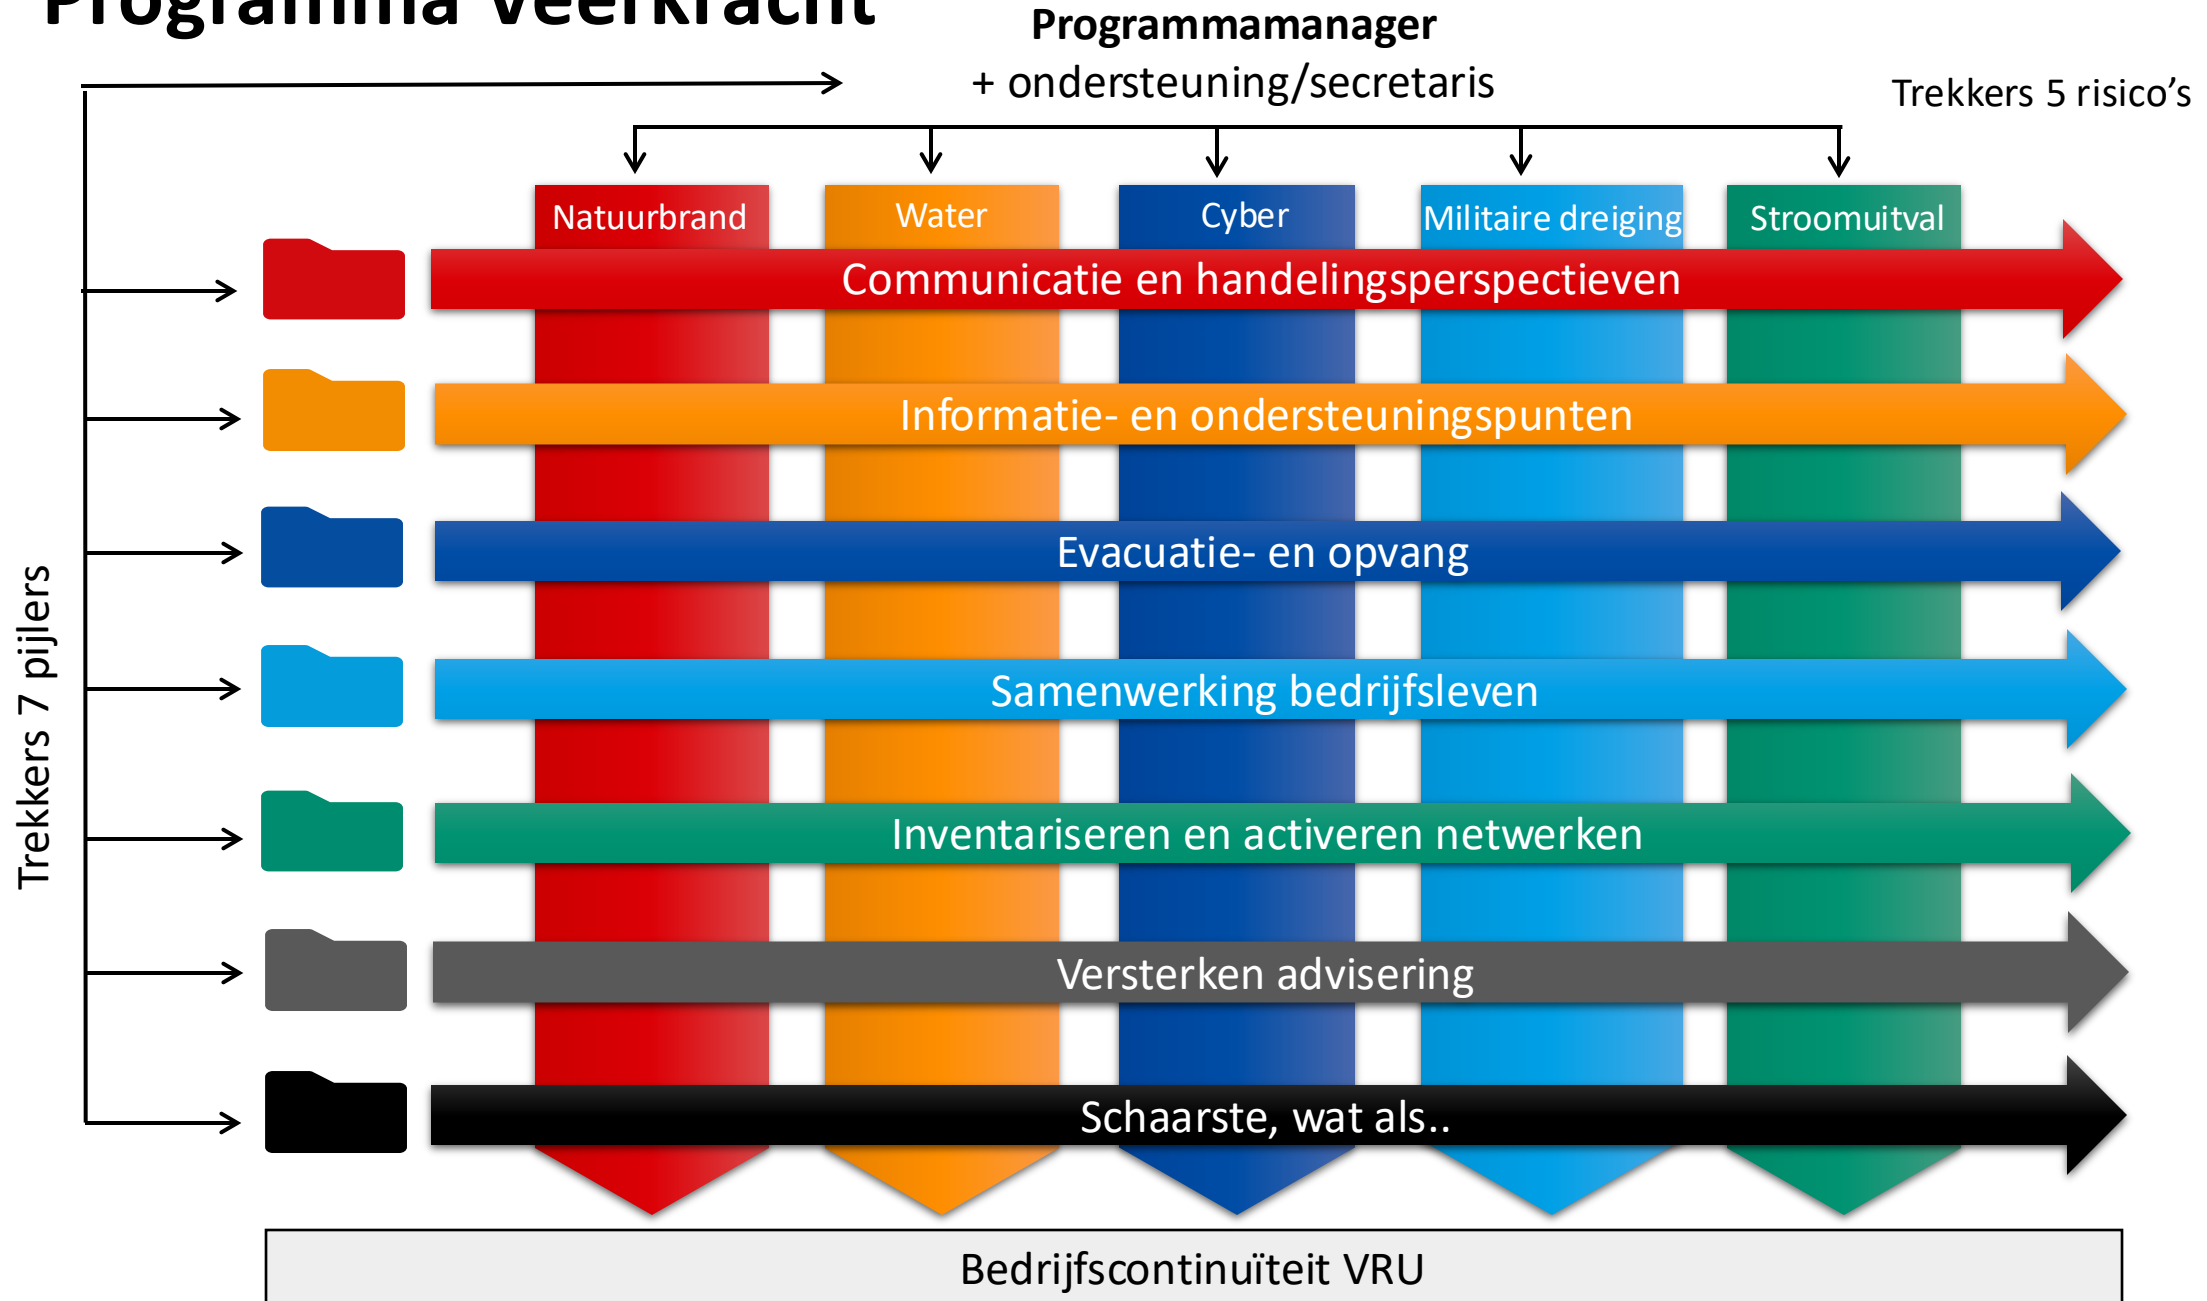 Programma Veerkracht
Programmamanager
+ ondersteuning/secretaris
Trekkers 5 risico's
Natuurbrand
Water
Cyber
Militaire dreiging
Stroomuitval
Communicatie en handelingsperspectieven
Informatie- en ondersteuningspunten
Evacuatie- en opvang
Samenwerking bedrijfsleven
Inventariseren en activeren netwerken
Versterken advisering
Schaarste, wat als..
Trekkers 7 pijlers
Bedrijfscontinuïteit VRU